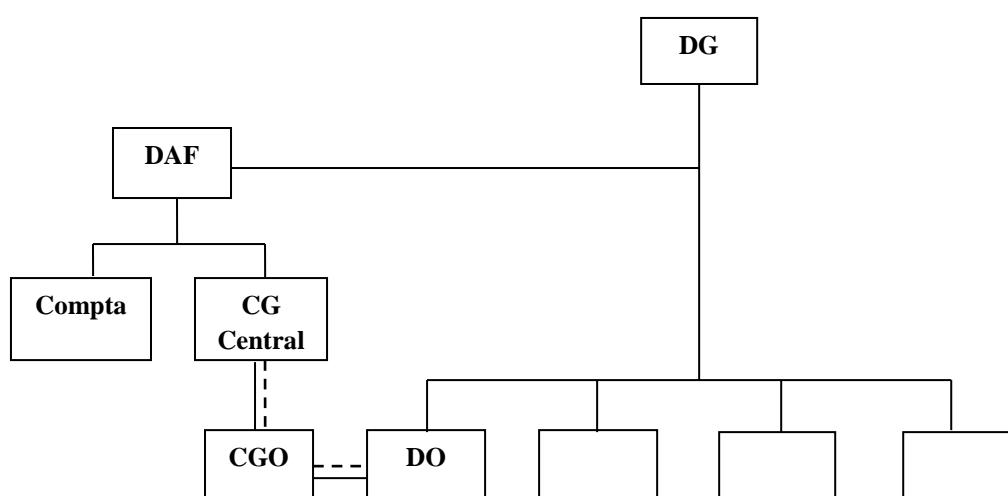 DG
DAF
Compta
CG
Central
CGO
DO